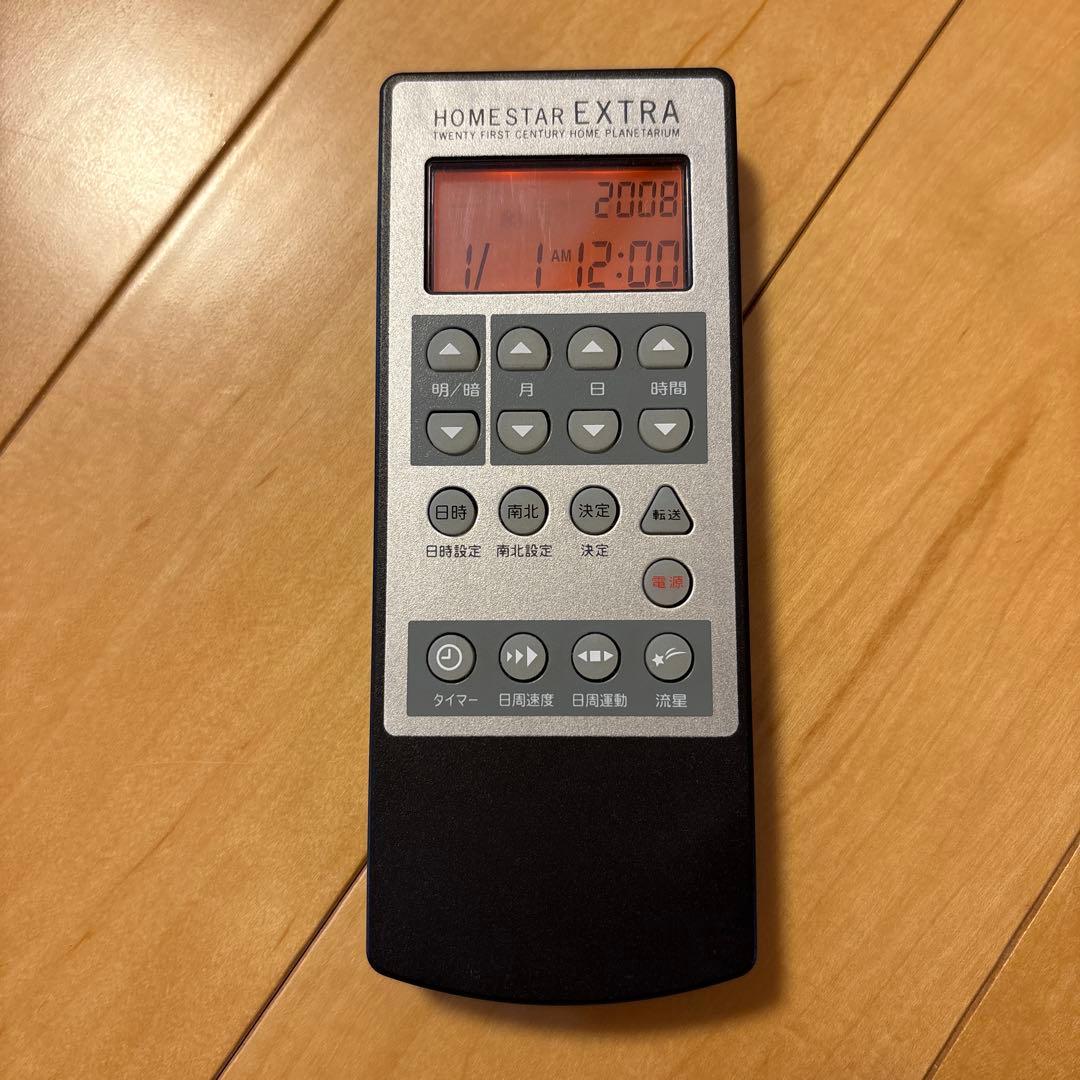 HOMESTAR EXTRA
TWENTY FIRST CENTURY HOME PLANETARIUM
2008
1/ 1 AM 12:00
明/暗 月 日 時間
日時 南北 決定 転送
日時設定 南北設定 決定
電源
タイマー 日周速度 日周運動 流星